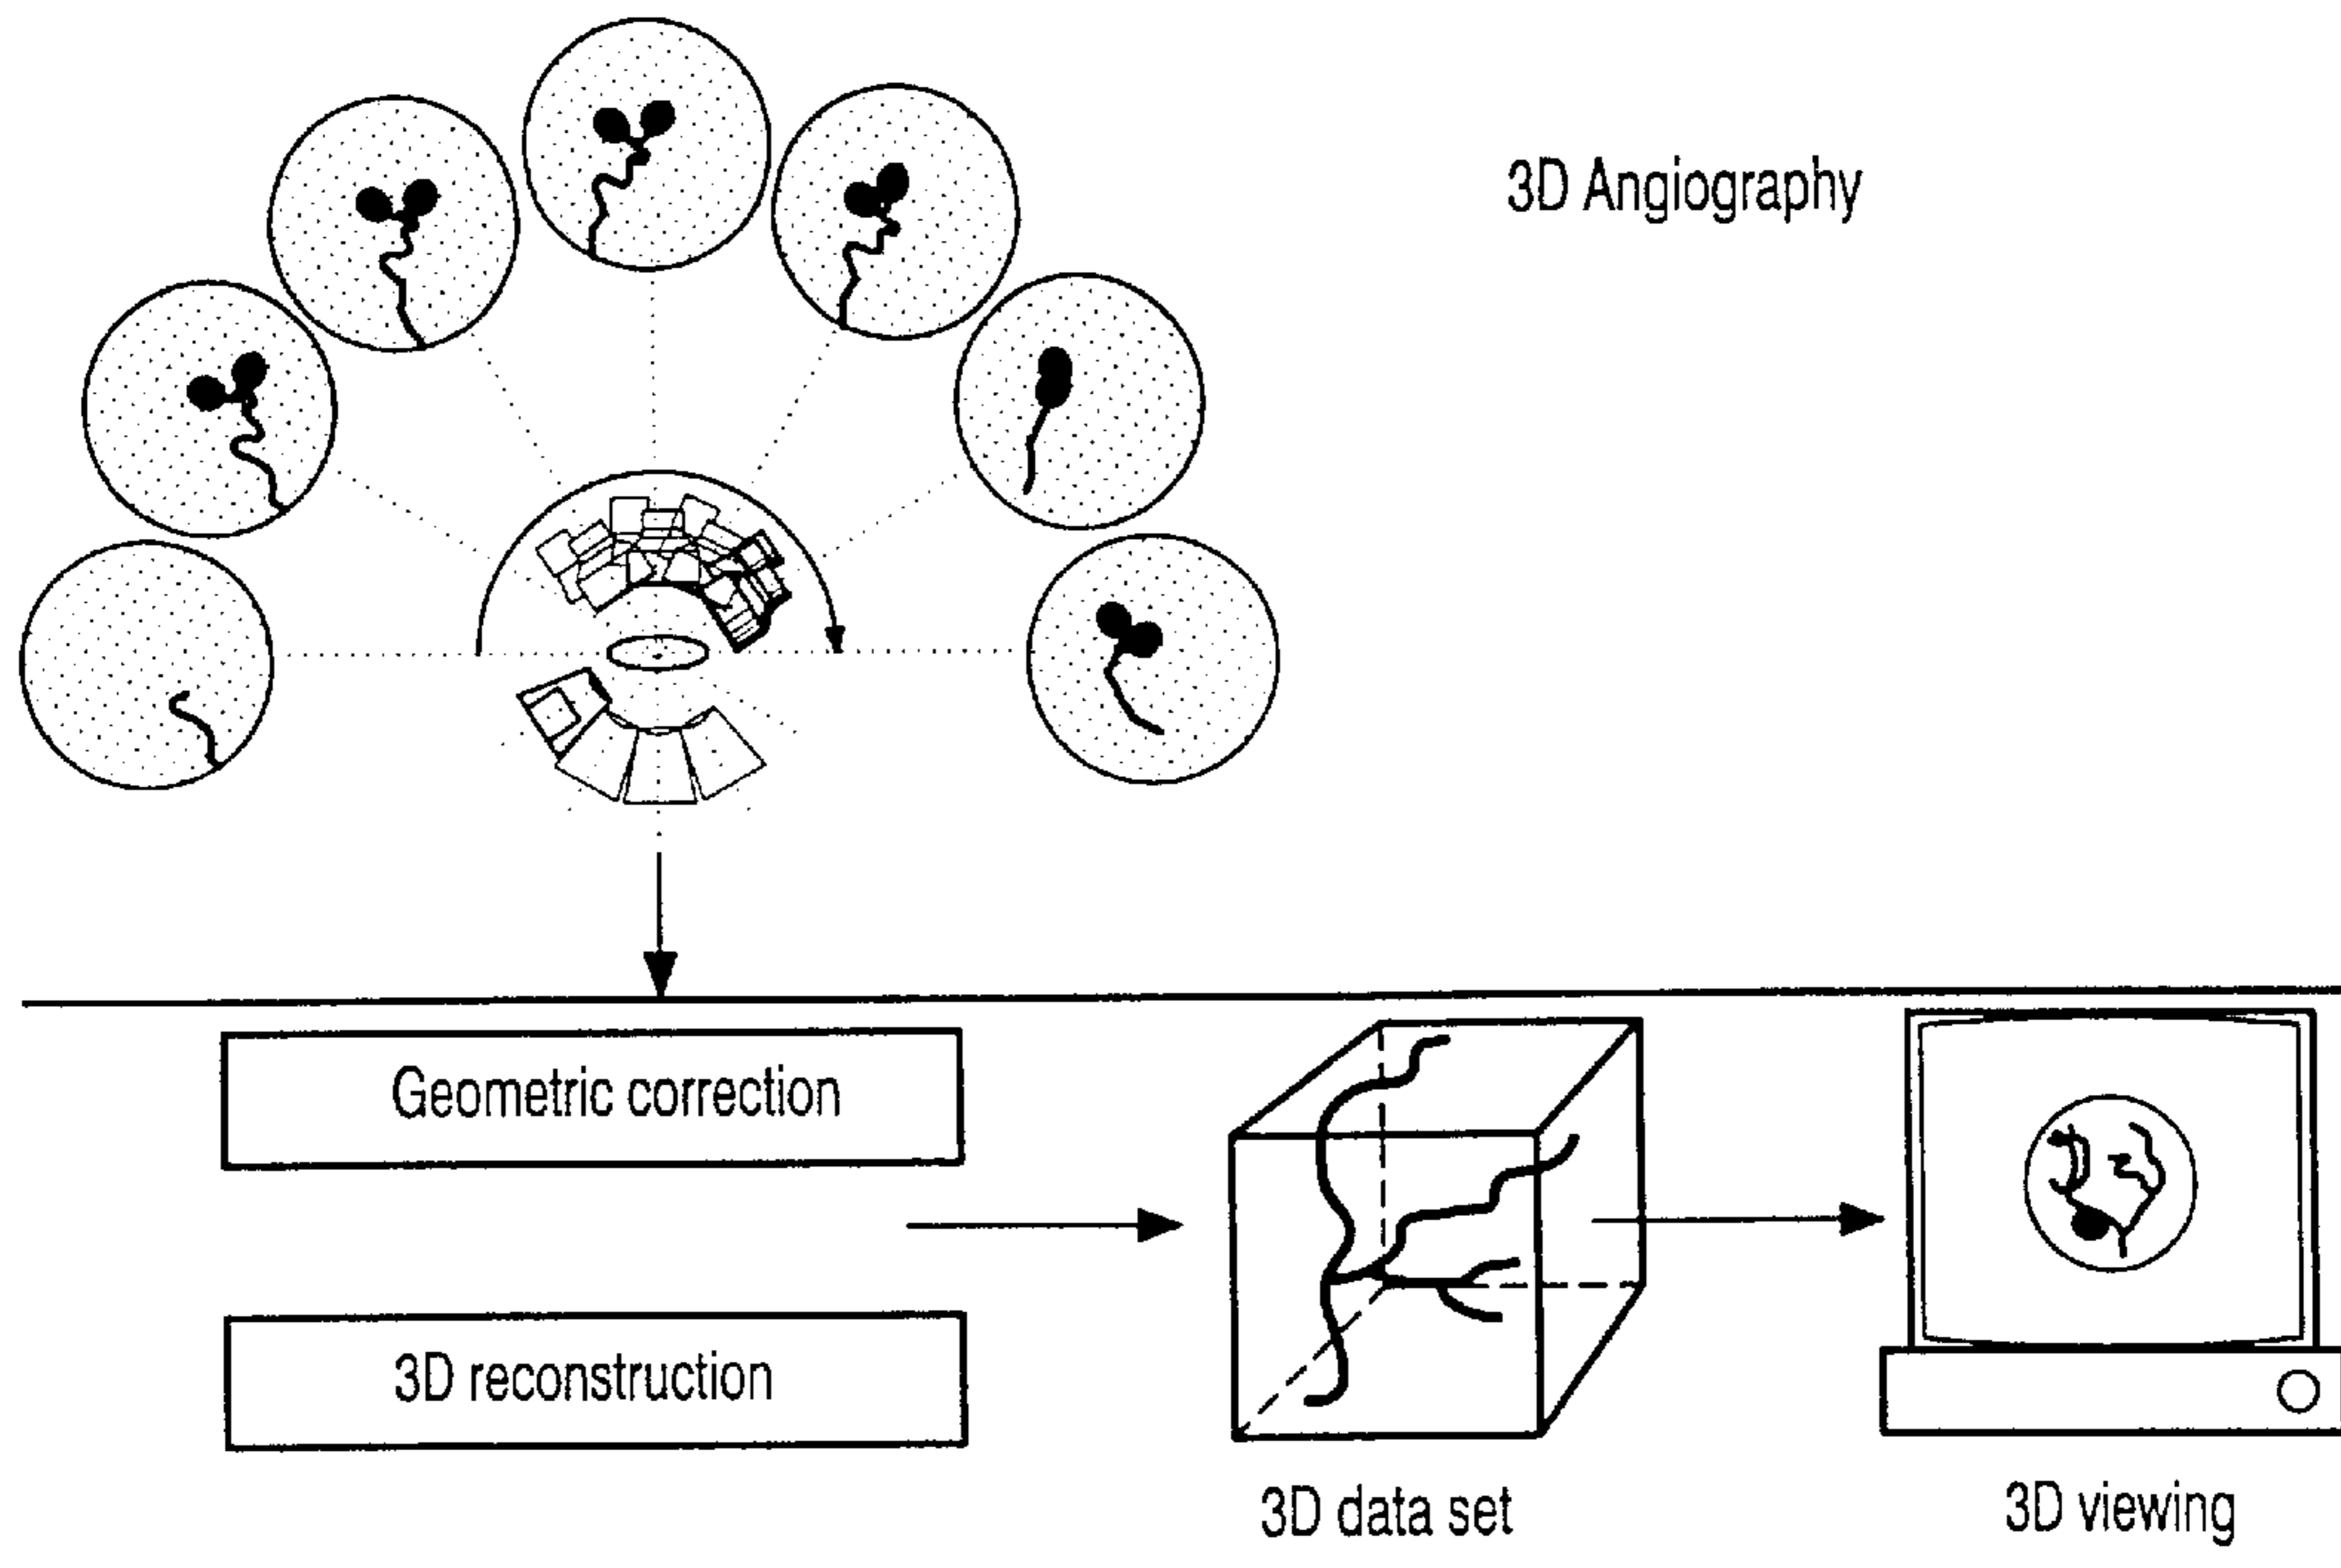 3D Angiography
Geometric correction
3D reconstruction
3D data set
3D viewing